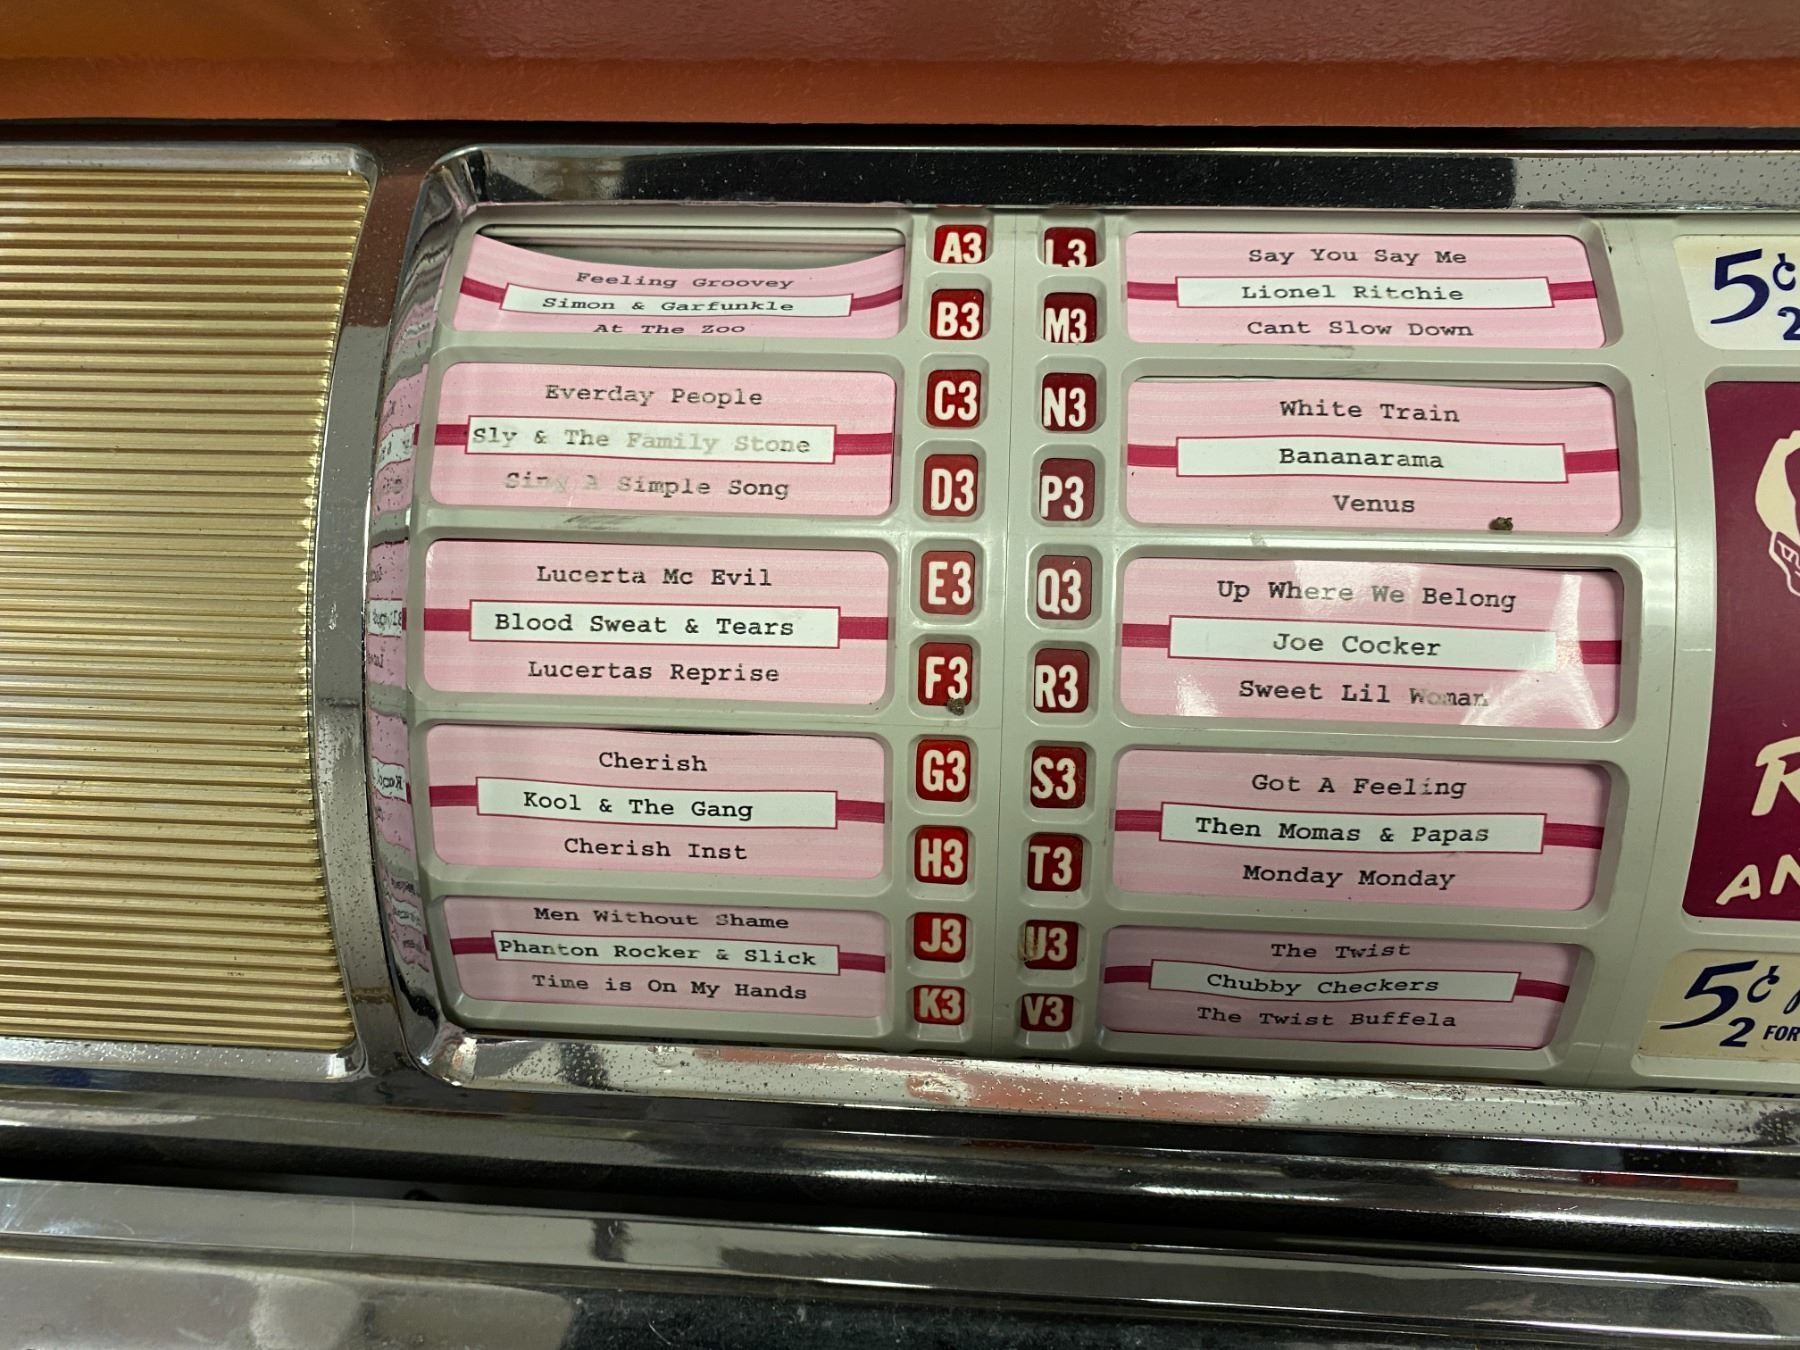 A3
Feeling Groovey
Simon & Garfunkle
At The Zoo
B3
C3
Everday People
Sly & The Family Stone
Sing A Simple Song
D3
E3
Lucerta Mc Evil
Blood Sweat & Tears
Lucertas Reprise
F3
G3
Cherish
Kool & The Gang
Cherish Inst
H3
J3
Men Without Shame
Phanton Rocker & Slick
Time is On My Hands
K3
L3
Say You Say Me
Lionel Ritchie
Cant Slow Down
M3
N3
White Train
Bananarama
Venus
P3
Q3
Up Where We Belong
Joe Cocker
Sweet Lil Woman
R3
S3
Got A Feeling
Then Momas & Papas
Monday Monday
T3
U3
The Twist
Chubby Checkers
The Twist Buffela
V3
5¢
2
R
AN
5¢
2 FOR